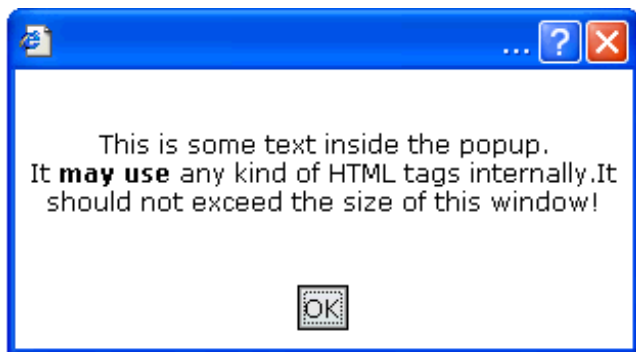 ... ?
This is some text inside the popup.
It may use any kind of HTML tags internally.It
should not exceed the size of this window!
OK